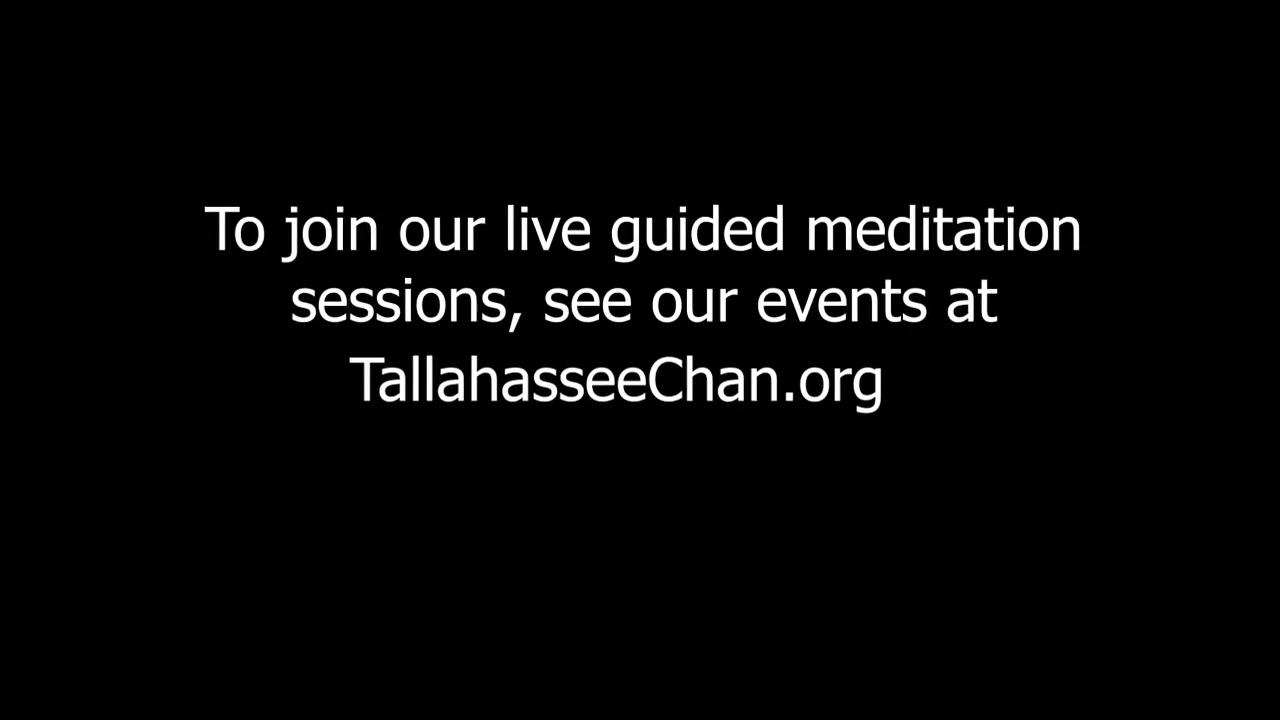 To join our live guided meditation
sessions, see our events at
TallahasseeChan.org